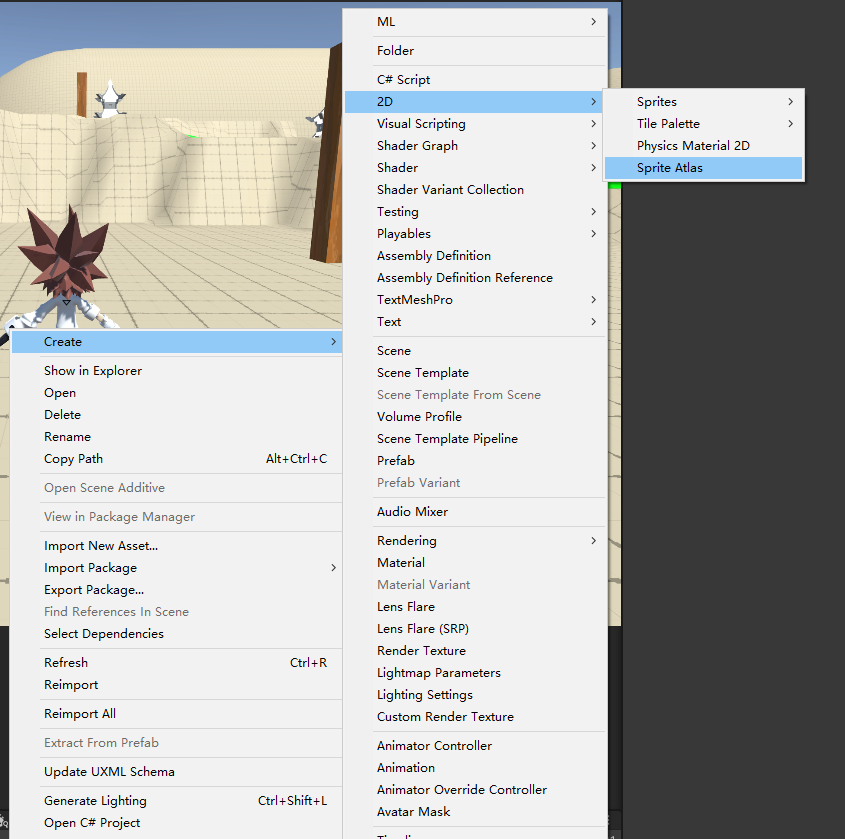 Create
Show in Explorer
Open
Delete
Rename
Copy Path Alt+Ctrl+C
Open Scene Additive
View in Package Manager
Import New Asset...
Import Package
Export Package...
Find References In Scene
Select Dependencies
Refresh Ctrl+R
Reimport
Reimport All
Extract From Prefab
Update UXML Schema
Generate Lighting Ctrl+Shift+L
Open C# Project
ML
Folder
C# Script
2D
Visual Scripting
Shader Graph
Shader
Shader Variant Collection
Testing
Playables
Assembly Definition
Assembly Definition Reference
TextMeshPro
Text
Scene
Scene Template
Scene Template From Scene
Volume Profile
Scene Template Pipeline
Prefab
Prefab Variant
Audio Mixer
Rendering
Material
Material Variant
Lens Flare
Lens Flare (SRP)
Render Texture
Lightmap Parameters
Lighting Settings
Custom Render Texture
Animator Controller
Animation
Animator Override Controller
Avatar Mask
Sprites
Tile Palette
Physics Material 2D
Sprite Atlas